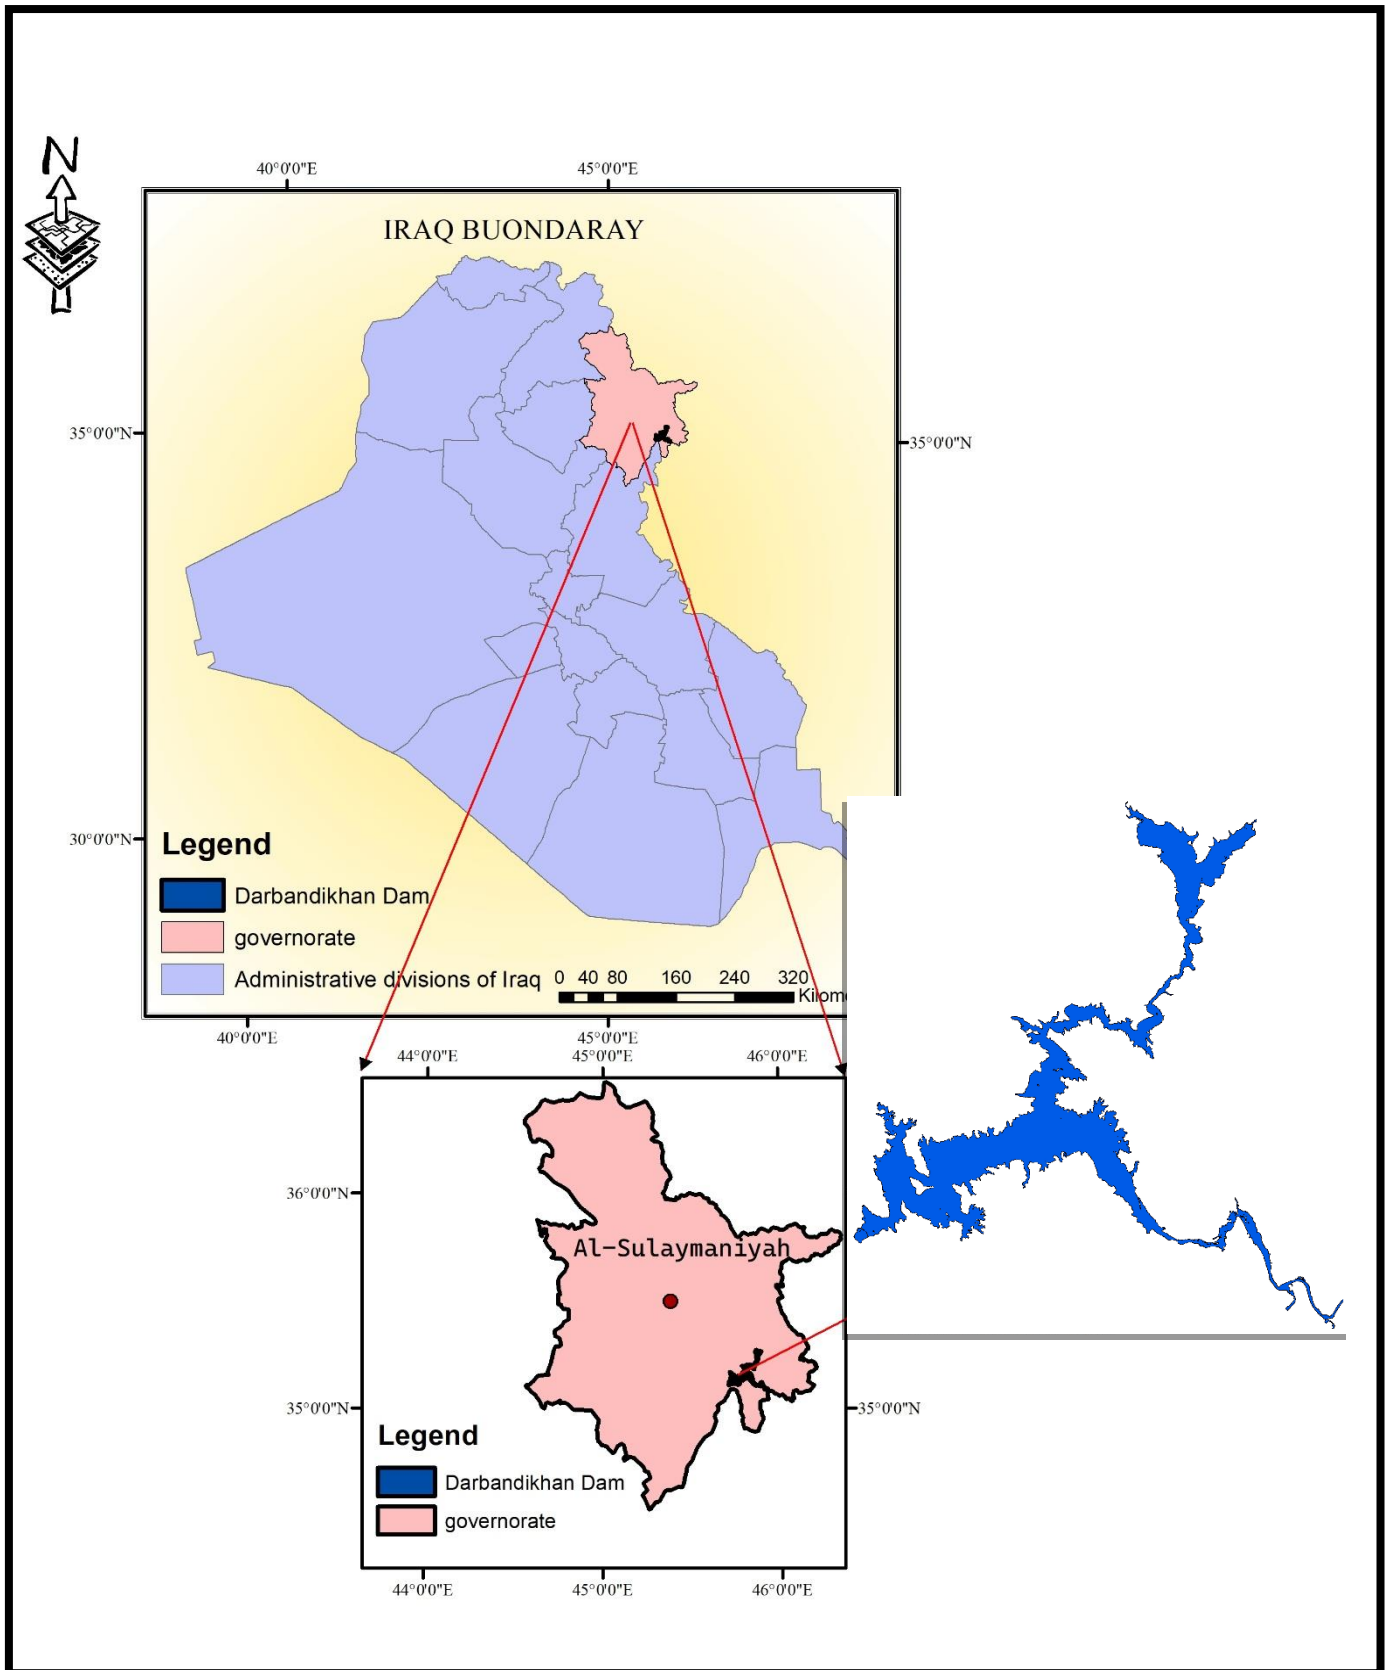 N
40°0'0"E 45°0'0"E
IRAQ BUONDARAY
35°0'0"N 35°0'0"N
30°0'0"N
Legend
Darbandikhan Dam
governorate
Administrative divisions of Iraq
0 40 80 160 240 320
Kilome
40°0'0"E 45°0'0"E
44°0'0"E 45°0'0"E 46°0'0"E
36°0'0"N
Al-Sulaymaniyah
35°0'0"N 35°0'0"N
Legend
Darbandikhan Dam
governorate
44°0'0"E 45°0'0"E 46°0'0"E